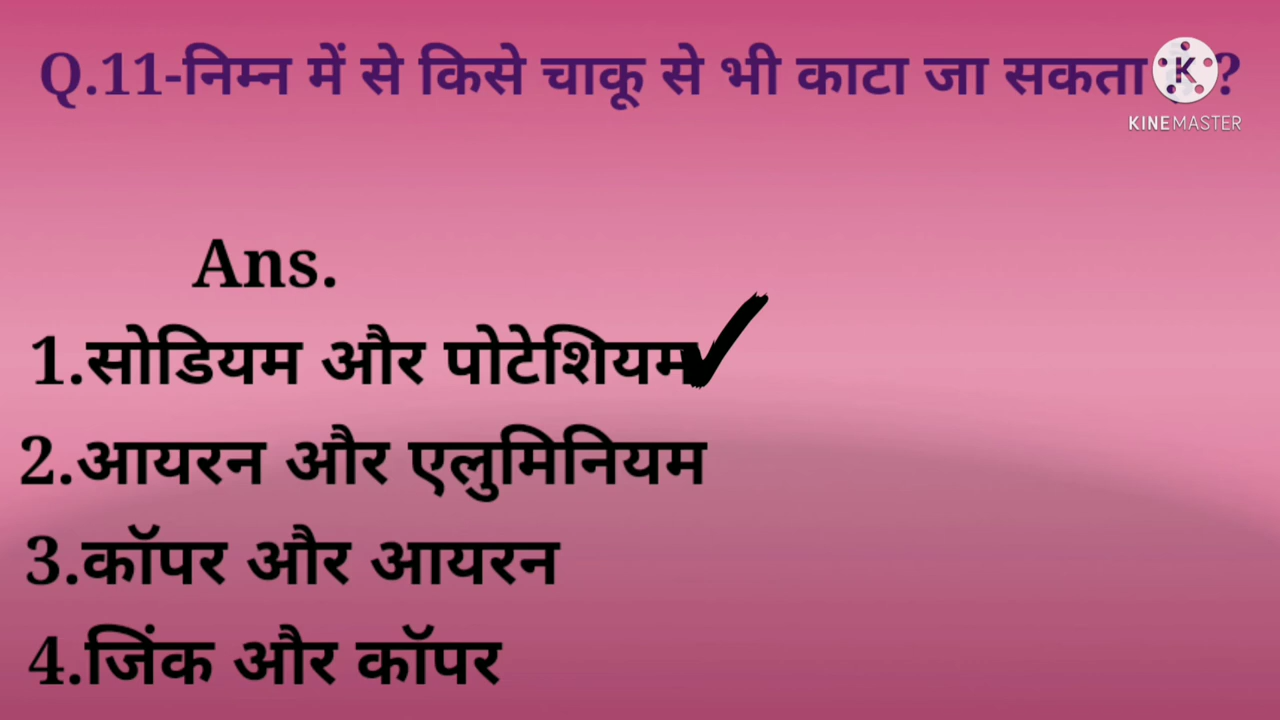 Q.11-निम्न में से किसे चाकू से भी काटा जा सकता ?
KINEMASTER
Ans.
1.सोडियम और पोटेशियम
2.आयरन और एलुमिनियम
3.कॉपर और आयरन
4.जिंक और कॉपर